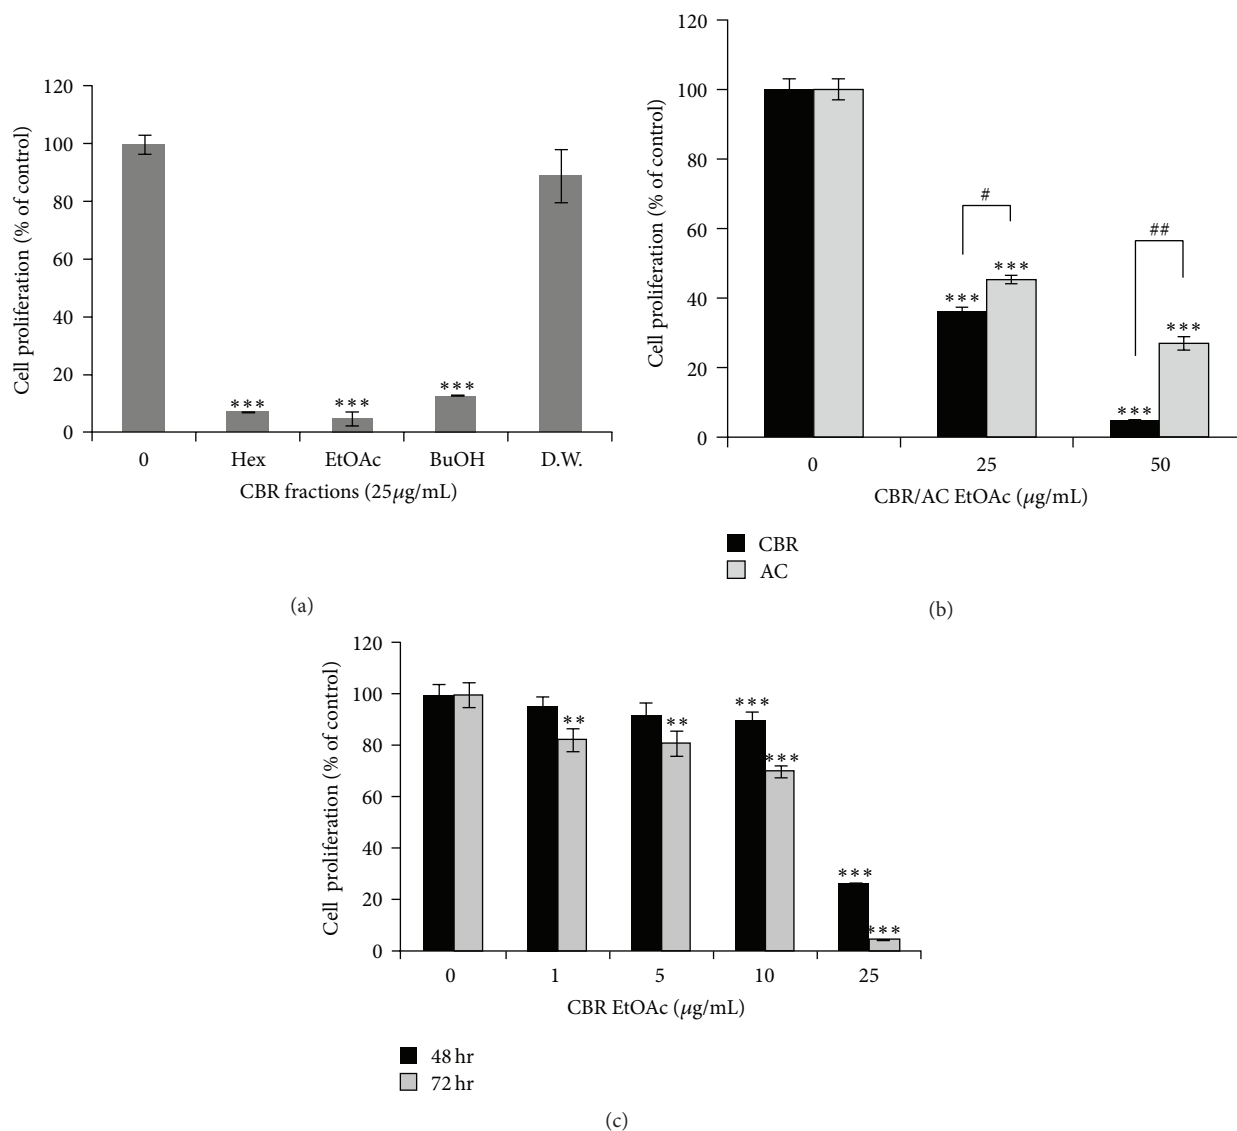 120
100
80
60
40
20
0
Cell proliferation (% of control)
***
***
***
0 Hex EtOAc BuOH D.W.
CBR fractions (25µg/mL)
(a)
120
100
80
60
40
20
0
Cell proliferation (% of control)
#
##
***
***
***
***
0 25 50
CBR/AC EtOAc (µg/mL)
CBR
AC
(b)
120
100
80
60
40
20
0
Cell proliferation (% of control)
**
**
***
***
***
***
0 1 5 10 25
CBR EtOAc (µg/mL)
48 hr
72 hr
(c)